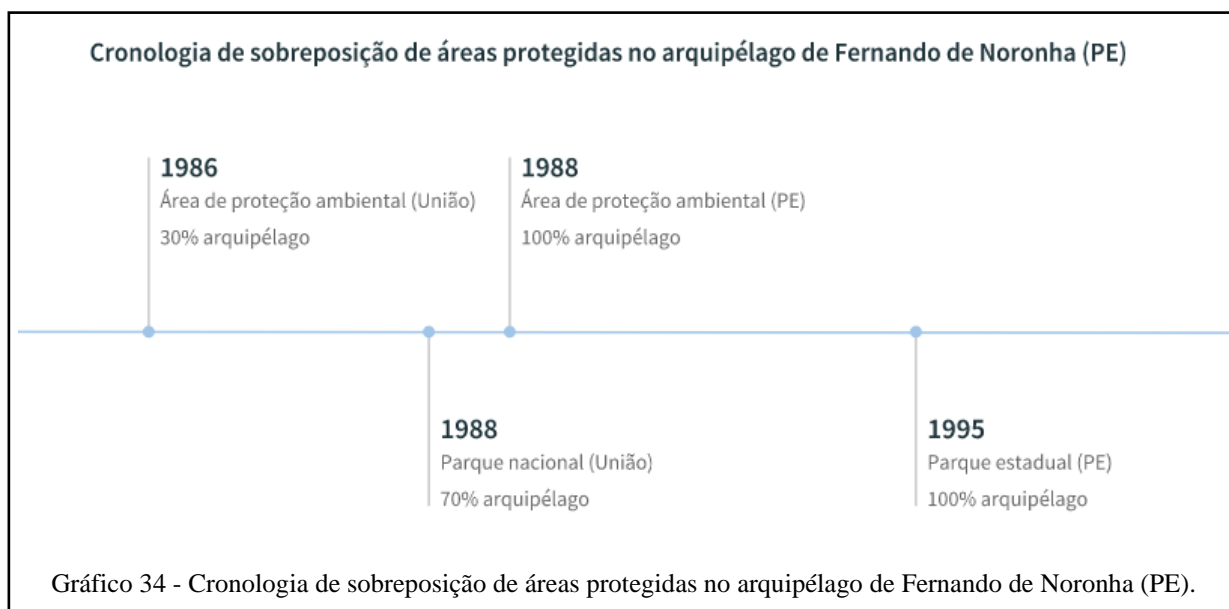 Cronologia de sobreposição de áreas protegidas no arquipélago de Fernando de Noronha (PE)
1986
Área de proteção ambiental (União)
30% arquipélago
1988
Área de proteção ambiental (PE)
100% arquipélago
1988
Parque nacional (União)
70% arquipélago
1995
Parque estadual (PE)
100% arquipélago
Gráfico 34 - Cronologia de sobreposição de áreas protegidas no arquipélago de Fernando de Noronha (PE).